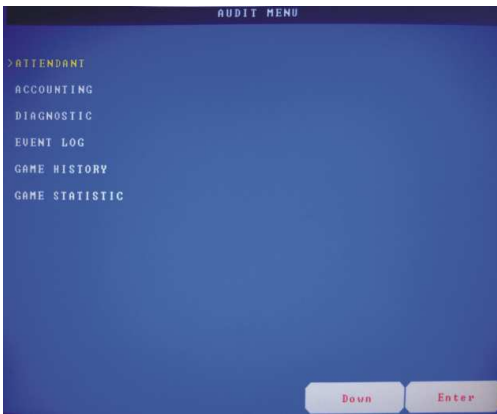 AUDIT MENU
>ATTENDANT
ACCOUNTING
DIAGNOSTIC
EVENT LOG
GAME HISTORY
GAME STATISTIC
Down Enter